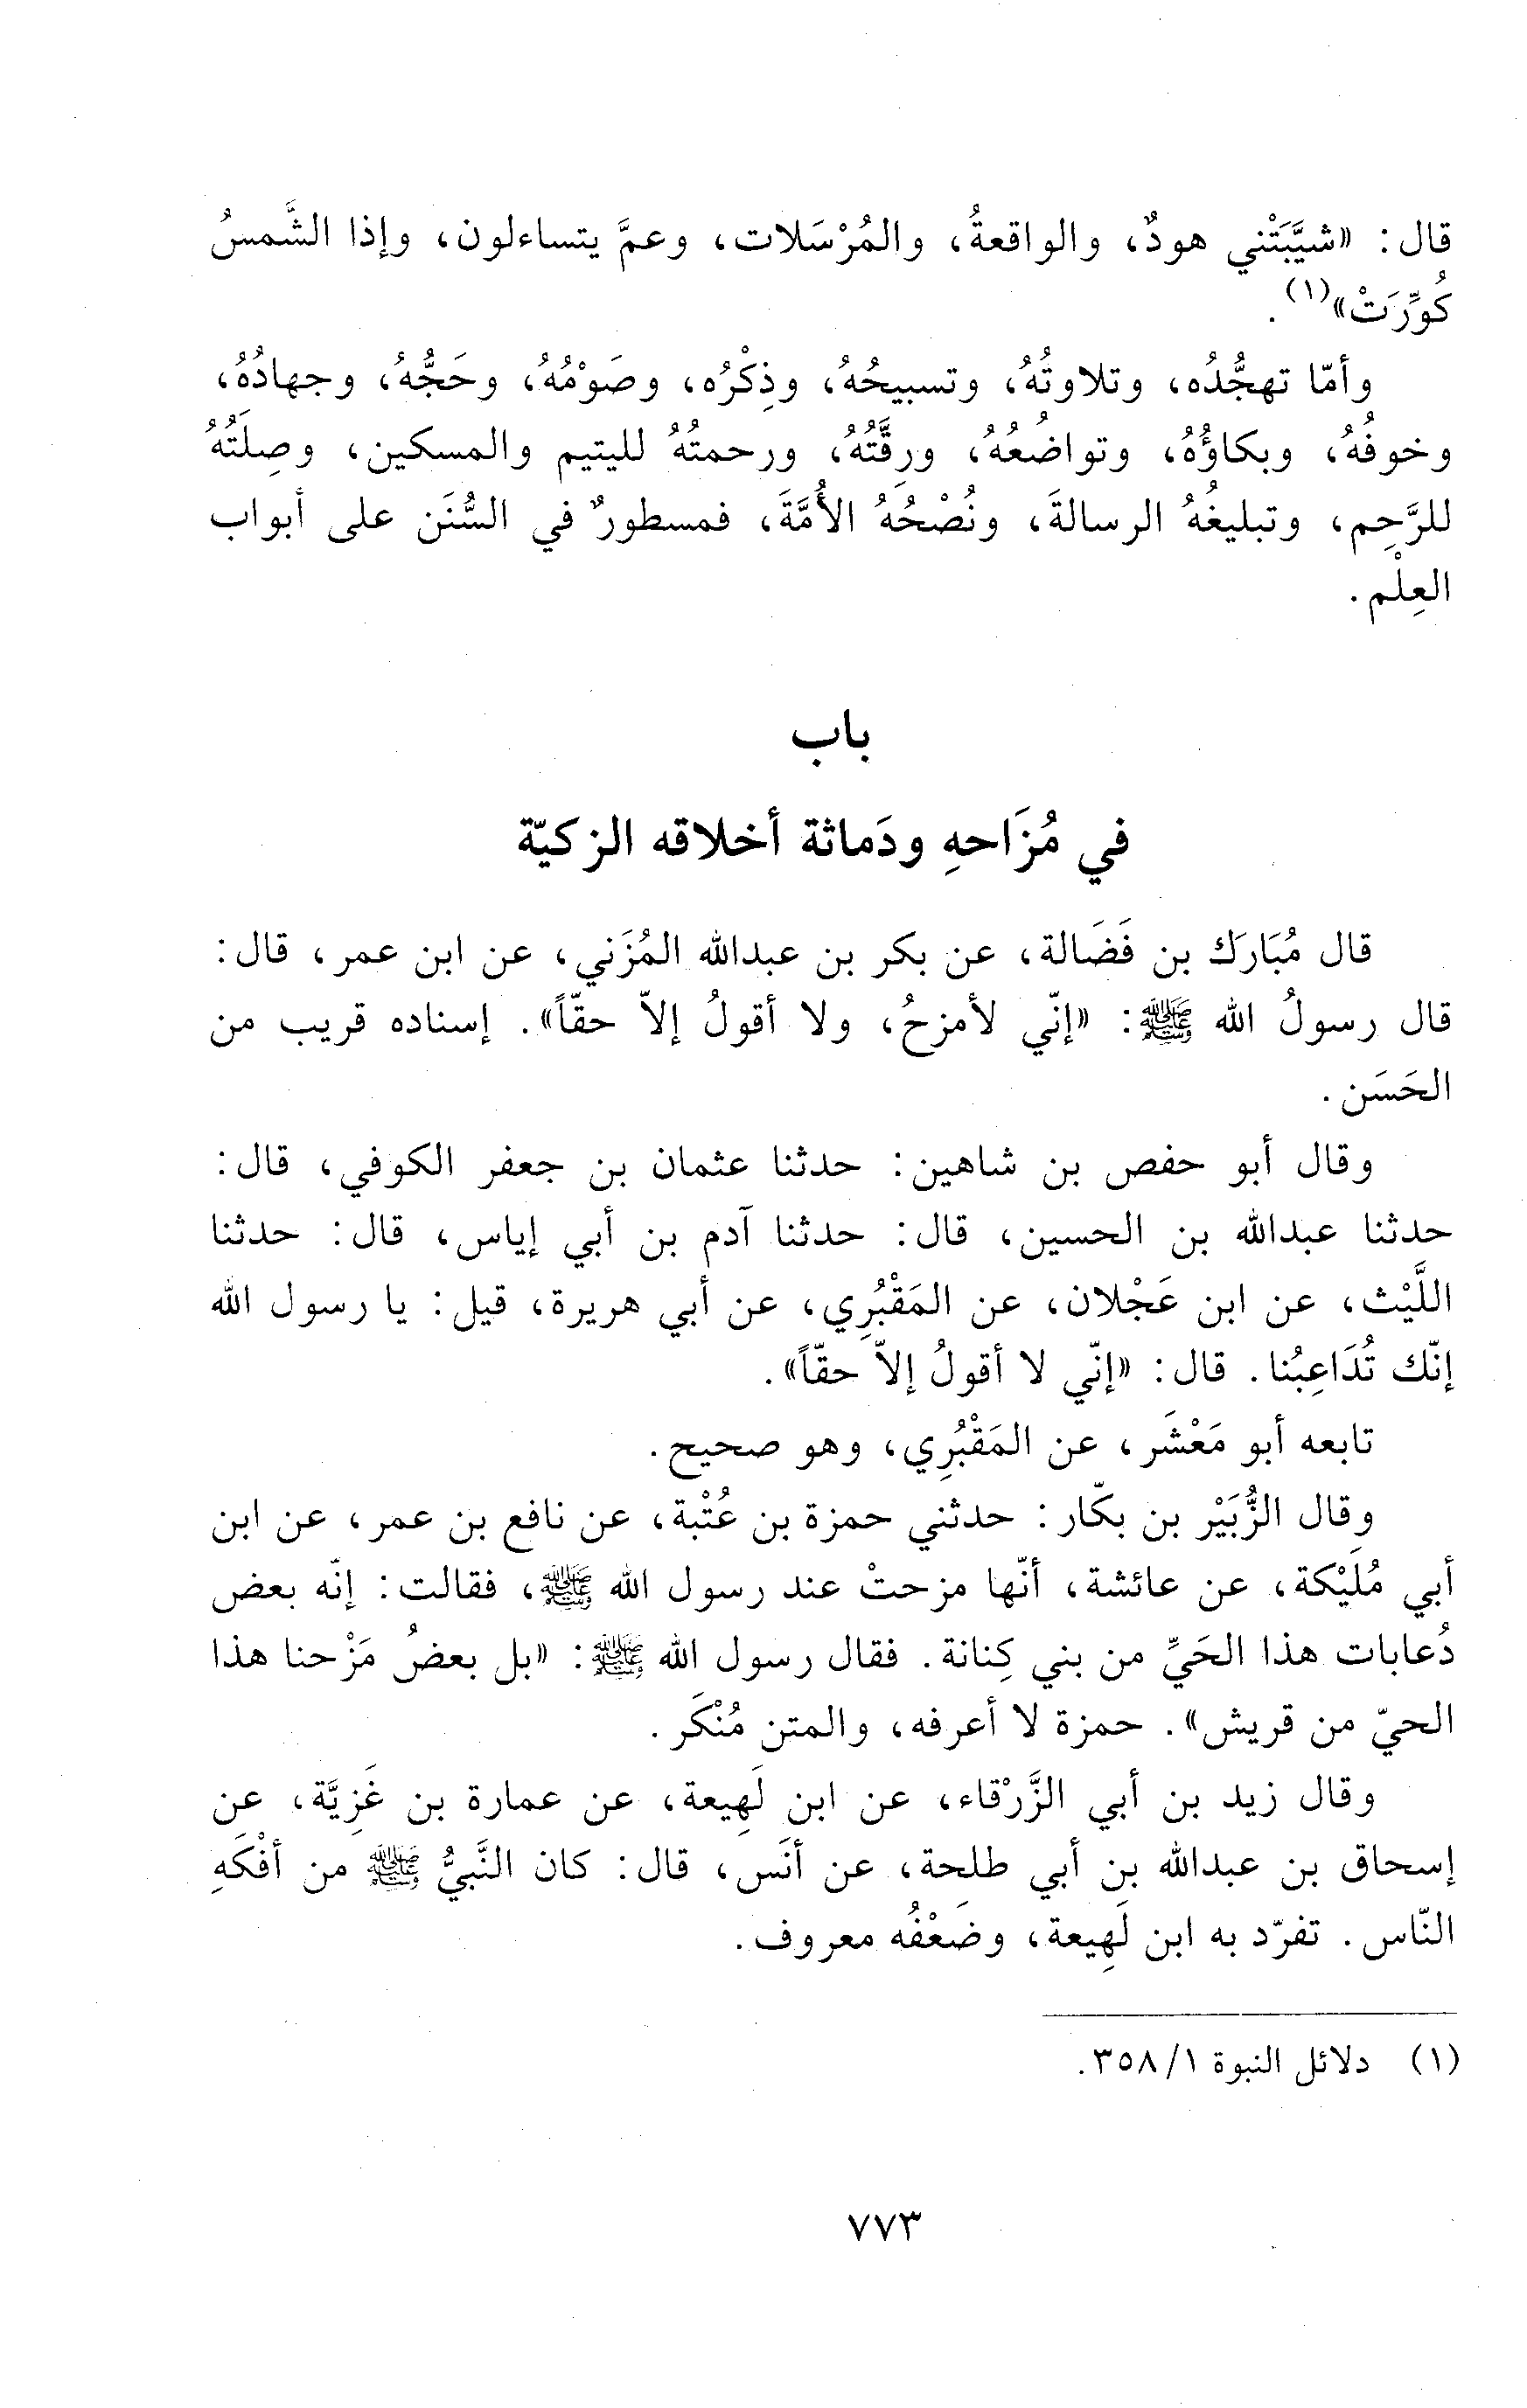 قال: «شيَّبَتْني هودٌ، والواقعةُ، والمُرْسَلات، وعمَّ يتساءلون، وإذا الشَّمسُ
كُوِّرَتْ»(١).
وأمّا تهجُّدُه، وتلاوتُهُ، وتسبيحُهُ، وذِكْرُه، وصَوْمُهُ، وحَجُّهُ، وجهادُهُ،
وخوفُهُ، وبكاؤُهُ، وتواضُعُهُ، ورِقَّتُهُ، ورحمتُهُ لليتيم والمسكين، وصِلَتُهُ
للرَّحِم، وتبليغُهُ الرسالةَ، ونُصْحُهُ الأُمَّةَ، فمسطورٌ في السُّنَن على أبواب
العِلْم.
باب
في مُزَاحهِ ودَماثة أخلاقه الزكيّة
قال مُبَارَك بن فَضَالة، عن بكر بن عبدالله المُزَني، عن ابن عمر، قال:
قال رسولُ الله ﷺ: «إنّي لأمزحُ، ولا أقولُ إلاّ حقّاً». إسناده قريب من
الحَسَن.
وقال أبو حفص بن شاهين: حدثنا عثمان بن جعفر الكوفي، قال:
حدثنا عبدالله بن الحسين، قال: حدثنا آدم بن أبي إياس، قال: حدثنا
اللَّيْث، عن ابن عَجْلان، عن المَقْبُرِي، عن أبي هريرة، قيل: يا رسول الله
إنّك تُدَاعِبُنا. قال: «إنّي لا أقولُ إلاّ حقّاً».
تابعه أبو مَعْشَر، عن المَقْبُرِي، وهو صحيح.
وقال الزُّبَيْر بن بكّار: حدثني حمزة بن عُتْبة، عن نافع بن عمر، عن ابن
أبي مُلَيْكة، عن عائشة، أنّها مزحتْ عند رسول الله ﷺ، فقالت: إنّه بعض
دُعابات هذا الحَيِّ من بني كِنانة. فقال رسول الله ﷺ: «بل بعضُ مَزْحنا هذا
الحيّ من قريش». حمزة لا أعرفه، والمتن مُنْكَر.
وقال زيد بن أبي الزَّرْقاء، عن ابن لَهِيعة، عن عمارة بن غَزِيَّة، عن
إسحاق بن عبدالله بن أبي طلحة، عن أنَس، قال: كان النَّبيُّ ﷺ من أفْكَهِ
النّاس. تفرّد به ابن لَهِيعة، وضَعْفُه معروف.
(١) دلائل النبوة ١/٣٥٨.
٧٧٣